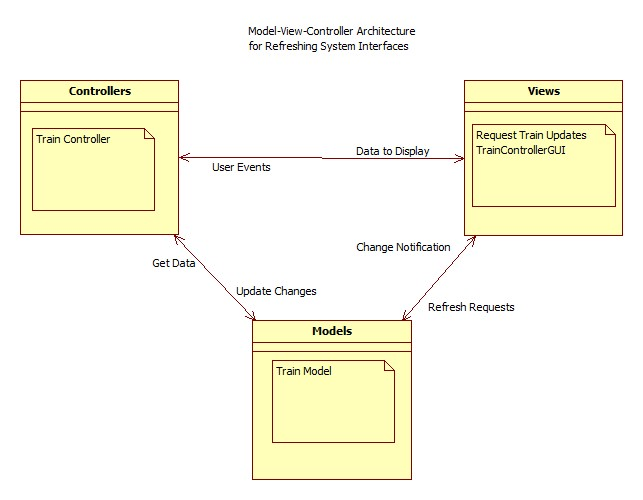 Model-View-Controller Architecture
for Refreshing System Interfaces
Controllers
Train Controller
Views
Request Train Updates
TrainControllerGUI
Data to Display
User Events
Change Notification
Get Data
Update Changes
Refresh Requests
Models
Train Model